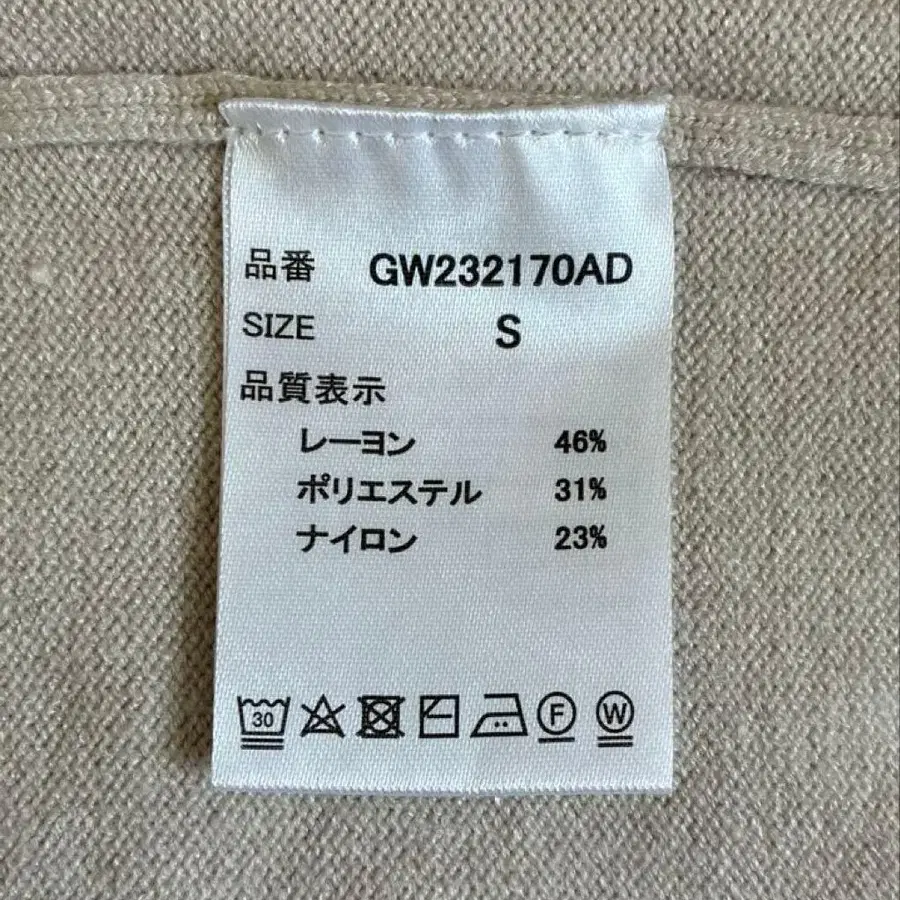 品番 GW232170AD
SIZE S
品質表示
レーヨン 46%
ポリエステル 31%
ナイロン 23%
30 F W